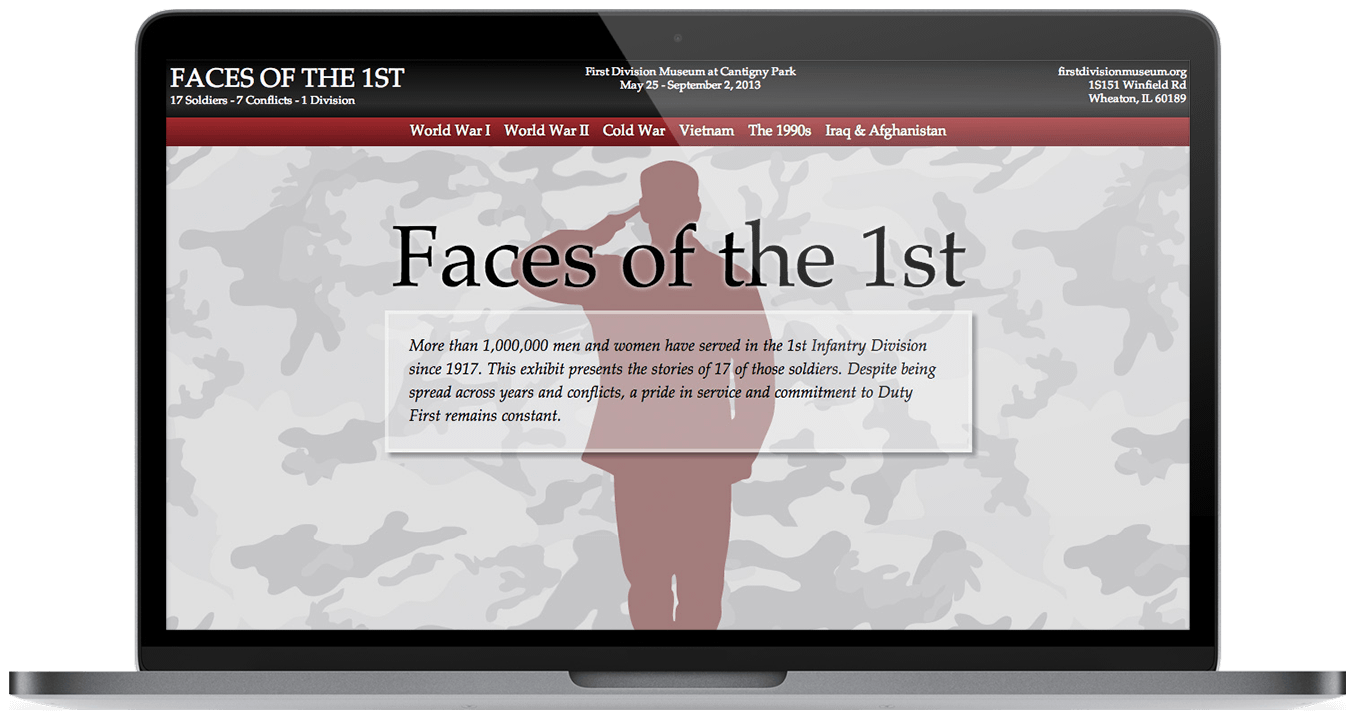 FACES OF THE 1ST
17 Soldiers - 7 Conflicts - 1 Division
First Division Museum at Cantigny Park
May 25 - September 2, 2013
firstdivisionmuseum.org
1S151 Winfield Rd
Wheaton, IL 60189
World War I World War II Cold War Vietnam The 1990s Iraq & Afghanistan
Faces of the 1st
More than 1,000,000 men and women have served in the 1st Infantry Division
since 1917. This exhibit presents the stories of 17 of those soldiers. Despite being
spread across years and conflicts, a pride in service and commitment to Duty
First remains constant.